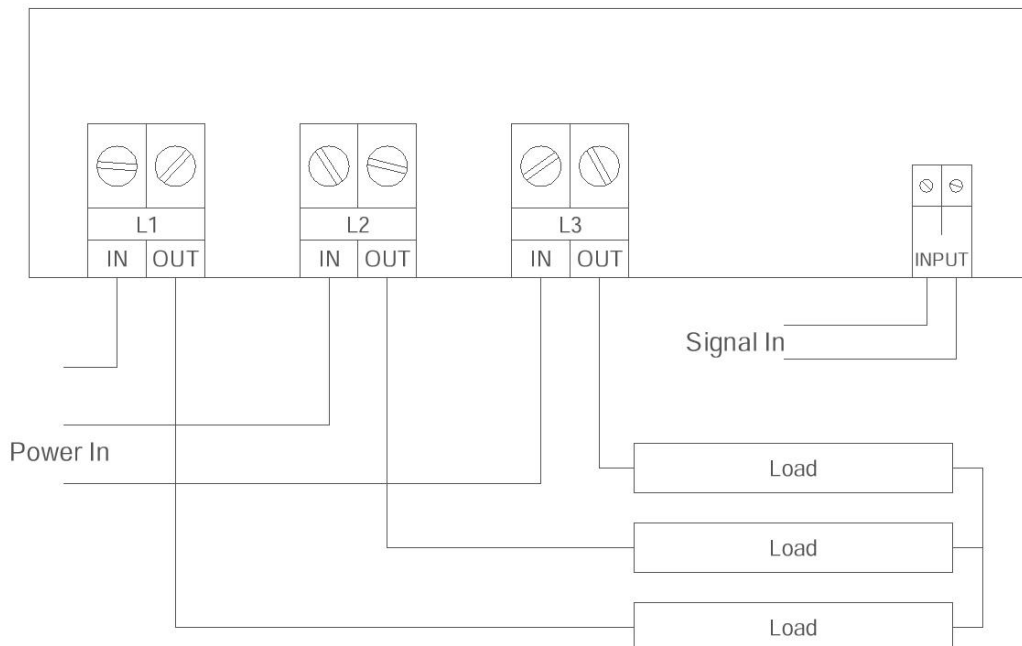 L1
L2
L3
IN OUT
IN OUT
IN OUT
INPUT
Signal In
Power In
Load
Load
Load